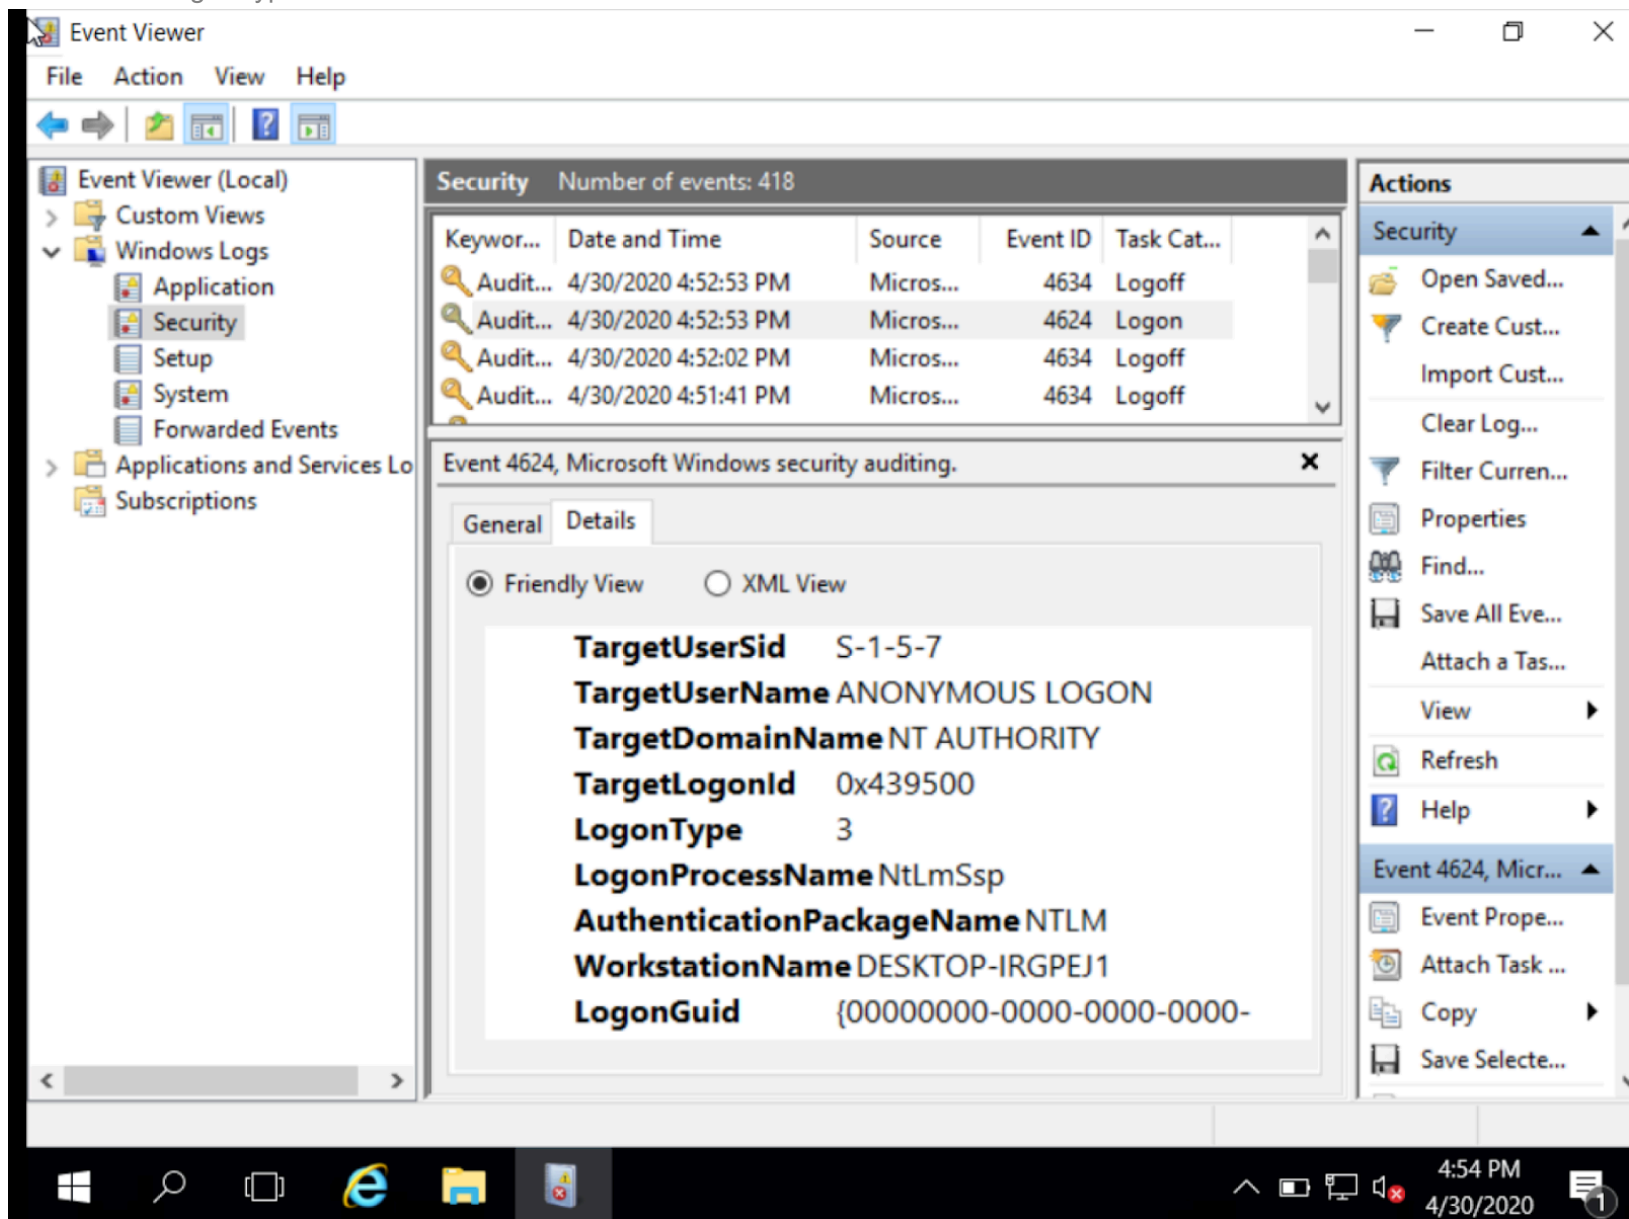 Event Viewer
File Action View Help
Event Viewer (Local)
Custom Views
Windows Logs
Application
Security
Setup
System
Forwarded Events
Applications and Services Lo
Subscriptions
Security Number of events: 418
Keywor... Date and Time Source Event ID Task Cat...
Audit... 4/30/2020 4:52:53 PM Micros... 4634 Logoff
Audit... 4/30/2020 4:52:53 PM Micros... 4624 Logon
Audit... 4/30/2020 4:52:02 PM Micros... 4634 Logoff
Audit... 4/30/2020 4:51:41 PM Micros... 4634 Logoff
Event 4624, Microsoft Windows security auditing.
General Details
Friendly View XML View
TargetUserSid S-1-5-7
TargetUserName ANONYMOUS LOGON
TargetDomainName NT AUTHORITY
TargetLogonId 0x439500
LogonType 3
LogonProcessName NtLmSsp
AuthenticationPackageName NTLM
WorkstationName DESKTOP-IRGPEJ1
LogonGuid {00000000-0000-0000-0000-
Actions
Security
Open Saved...
Create Cust...
Import Cust...
Clear Log...
Filter Curren...
Properties
Find...
Save All Eve...
Attach a Tas...
View
Refresh
Help
Event 4624, Micr...
Event Prope...
Attach Task ...
Copy
Save Selecte...
4:54 PM
4/30/2020
1